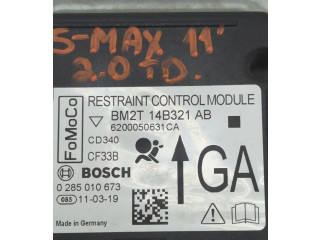 S-MAX 11'
2.0 TD.
FoMoCo
RESTRAINT CONTROL MODULE
BM2T 14B321 AB
6200050631CA
CD340
CF33B
GA
BOSCH
0 285 010 673
083 11-03-19
Made in Germany